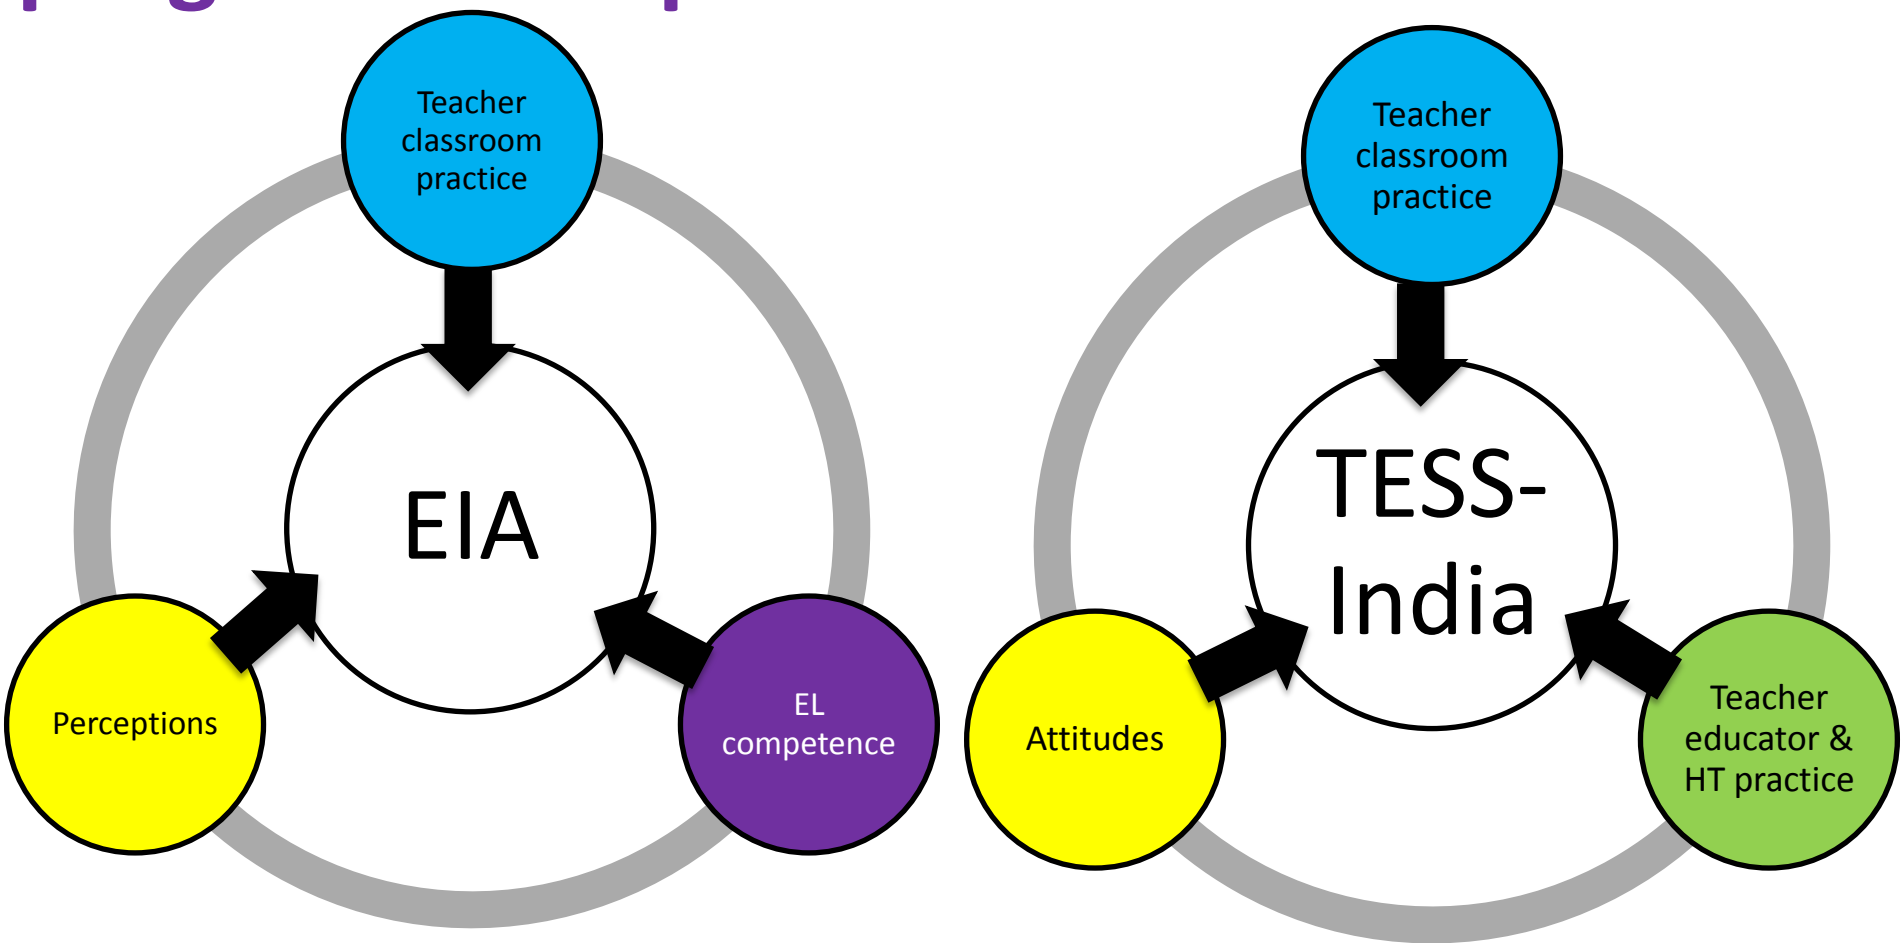 Teacher
classroom
practice
EIA
Perceptions
EL
competence
Teacher
classroom
practice
TESS-
India
Attitudes
Teacher
educator &
HT practice